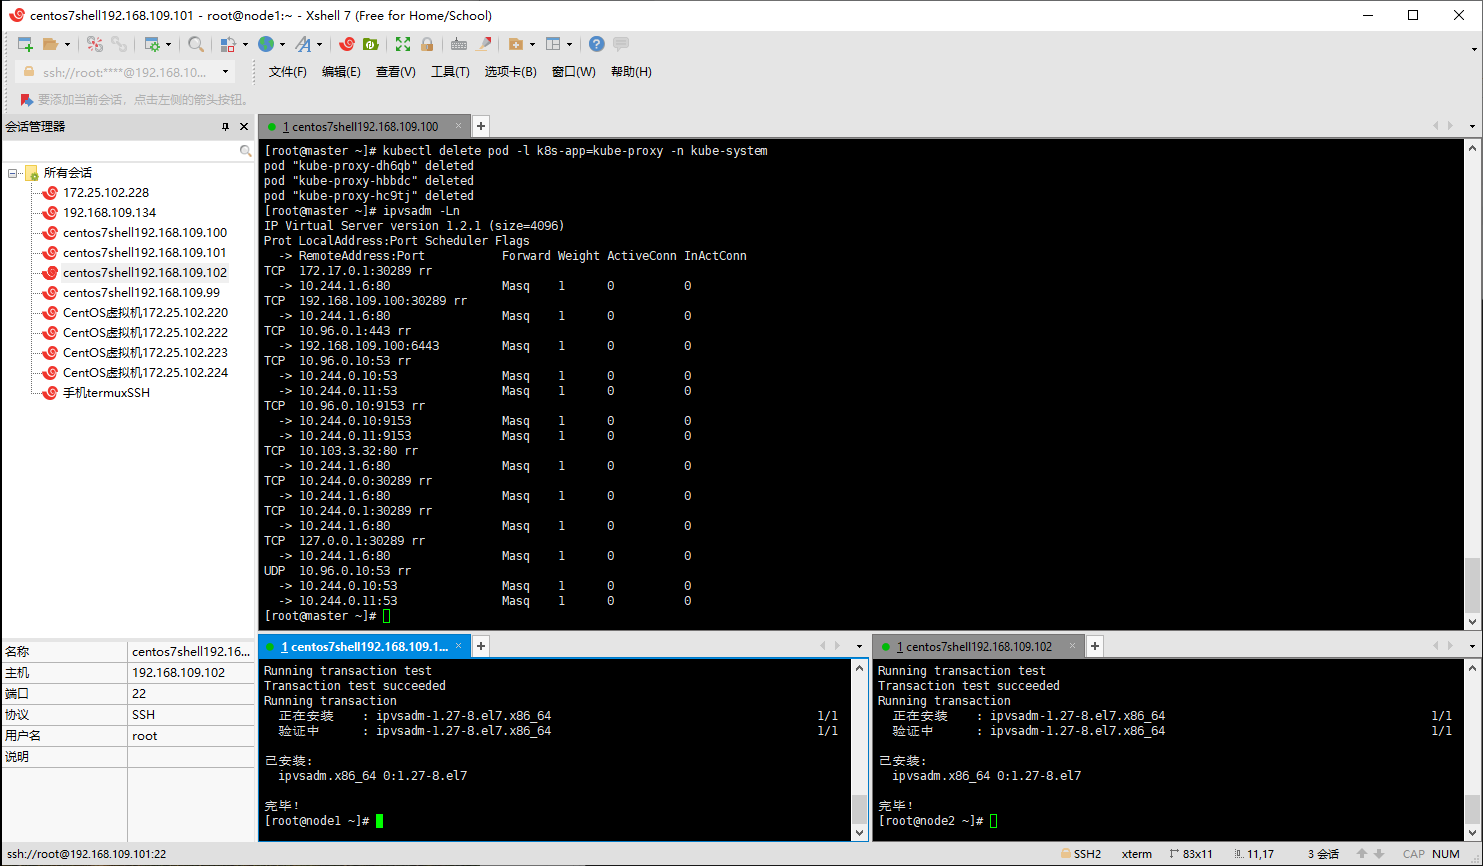 centos7shell192.168.109.101 - root@node1:~ - Xshell 7 (Free for Home/School)
ssh://root:****@192.168.10...
文件(F) 编辑(E) 查看(V) 工具(T) 选项卡(B) 窗口(W) 帮助(H)
要添加当前会话，点击左侧的箭头按钮。
会话管理器
所有会话
172.25.102.228
192.168.109.134
centos7shell192.168.109.100
centos7shell192.168.109.101
centos7shell192.168.109.102
centos7shell192.168.109.99
CentOS虚拟机172.25.102.220
CentOS虚拟机172.25.102.222
CentOS虚拟机172.25.102.223
CentOS虚拟机172.25.102.224
手机termuxSSH
名称 centos7shell192.16...
主机 192.168.109.102
端口 22
协议 SSH
用户名 root
说明
1 centos7shell192.168.109.100
[root@master ~]# kubectl delete pod -l k8s-app=kube-proxy -n kube-system
pod "kube-proxy-dh6qb" deleted
pod "kube-proxy-hbbdc" deleted
pod "kube-proxy-hc9tj" deleted
[root@master ~]# ipvsadm -Ln
IP Virtual Server version 1.2.1 (size=4096)
Prot LocalAddress:Port Scheduler Flags
  -> RemoteAddress:Port           Forward Weight ActiveConn InActConn
TCP  172.17.0.1:30289 rr
  -> 10.244.1.6:80                Masq    1      0          0
TCP  192.168.109.100:30289 rr
  -> 10.244.1.6:80                Masq    1      0          0
TCP  10.96.0.1:443 rr
  -> 192.168.109.100:6443         Masq    1      0          0
TCP  10.96.0.10:53 rr
  -> 10.244.0.10:53               Masq    1      0          0
  -> 10.244.0.11:53               Masq    1      0          0
TCP  10.96.0.10:9153 rr
  -> 10.244.0.10:9153             Masq    1      0          0
  -> 10.244.0.11:9153             Masq    1      0          0
TCP  10.103.3.32:80 rr
  -> 10.244.1.6:80                Masq    1      0          0
TCP  10.244.0.0:30289 rr
  -> 10.244.1.6:80                Masq    1      0          0
TCP  10.244.0.1:30289 rr
  -> 10.244.1.6:80                Masq    1      0          0
TCP  127.0.0.1:30289 rr
  -> 10.244.1.6:80                Masq    1      0          0
UDP  10.96.0.10:53 rr
  -> 10.244.0.10:53               Masq    1      0          0
  -> 10.244.0.11:53               Masq    1      0          0
[root@master ~]#
1 centos7shell192.168.109.1...
Running transaction test
Transaction test succeeded
Running transaction
  正在安装    : ipvsadm-1.27-8.el7.x86_64 1/1
  验证中      : ipvsadm-1.27-8.el7.x86_64 1/1
已安装:
  ipvsadm.x86_64 0:1.27-8.el7
完毕！
[root@node1 ~]#
1 centos7shell192.168.109.102
Running transaction test
Transaction test succeeded
Running transaction
  正在安装    : ipvsadm-1.27-8.el7.x86_64 1/1
  验证中      : ipvsadm-1.27-8.el7.x86_64 1/1
已安装:
  ipvsadm.x86_64 0:1.27-8.el7
完毕！
[root@node2 ~]#
ssh://root@192.168.109.101:22 SSH2 xterm 83x11 11,17 3 会话 CAP NUM